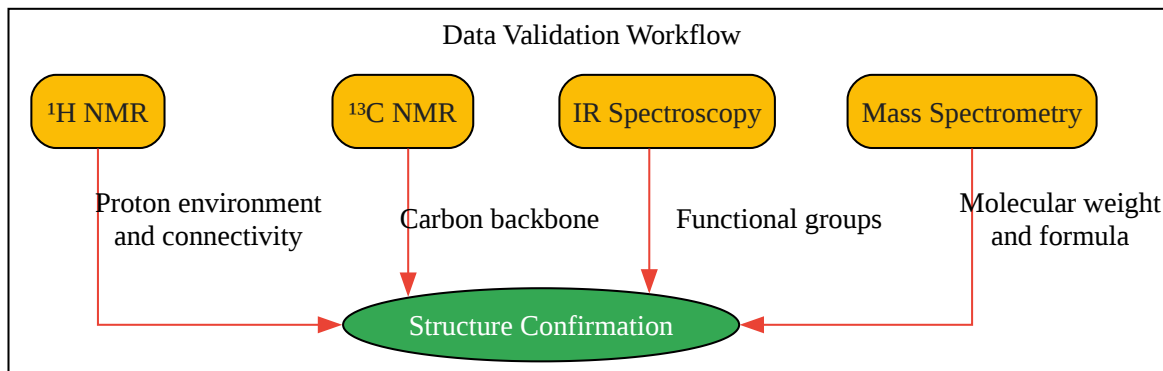 Data Validation Workflow
¹H NMR
¹³C NMR
IR Spectroscopy
Mass Spectrometry
Proton environment
and connectivity
Carbon backbone
Functional groups
Molecular weight
and formula
Structure Confirmation